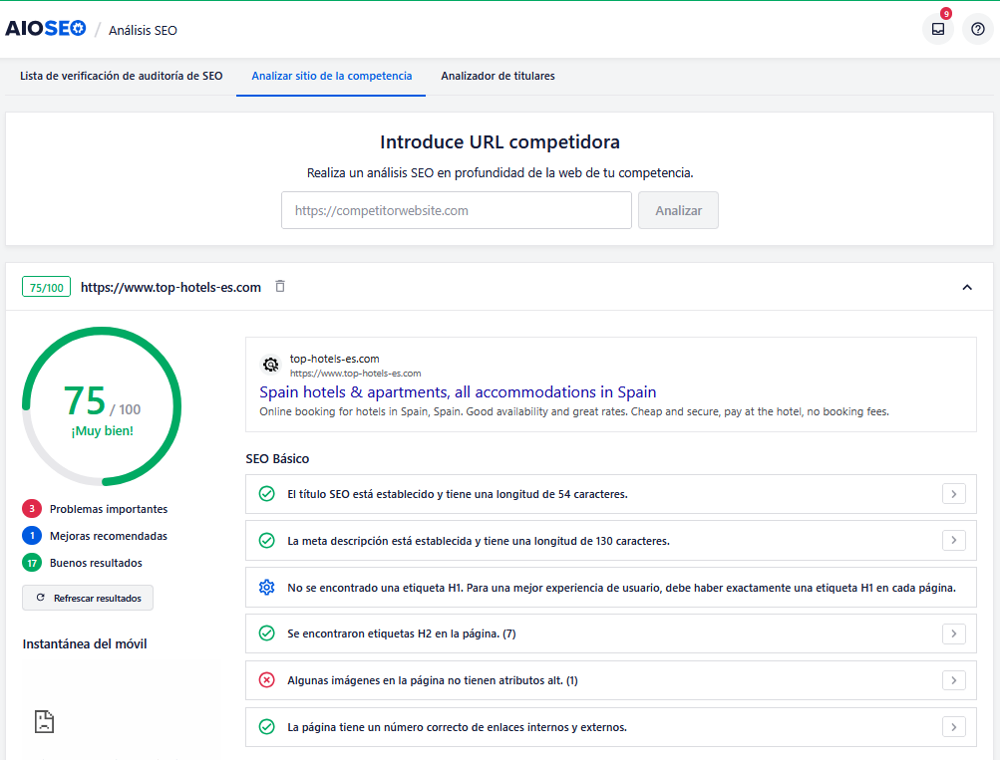 AIOSEO / Análisis SEO
9
Lista de verificación de auditoría de SEO
Analizar sitio de la competencia
Analizador de titulares
Introduce URL competidora
Realiza un análisis SEO en profundidad de la web de tu competencia.
https://competitorwebsite.com
Analizar
75/100
https://www.top-hotels-es.com
75 / 100
¡Muy bien!
3 Problemas importantes
1 Mejoras recomendadas
17 Buenos resultados
Refrescar resultados
Instantánea del móvil
top-hotels-es.com
https://www.top-hotels-es.com
Spain hotels & apartments, all accommodations in Spain
Online booking for hotels in Spain, Spain. Good availability and great rates. Cheap and secure, pay at the hotel, no booking fees.
SEO Básico
El título SEO está establecido y tiene una longitud de 54 caracteres.
La meta descripción está establecida y tiene una longitud de 130 caracteres.
No se encontrado una etiqueta H1. Para una mejor experiencia de usuario, debe haber exactamente una etiqueta H1 en cada página.
Se encontraron etiquetas H2 en la página. (7)
Algunas imágenes en la página no tienen atributos alt. (1)
La página tiene un número correcto de enlaces internos y externos.